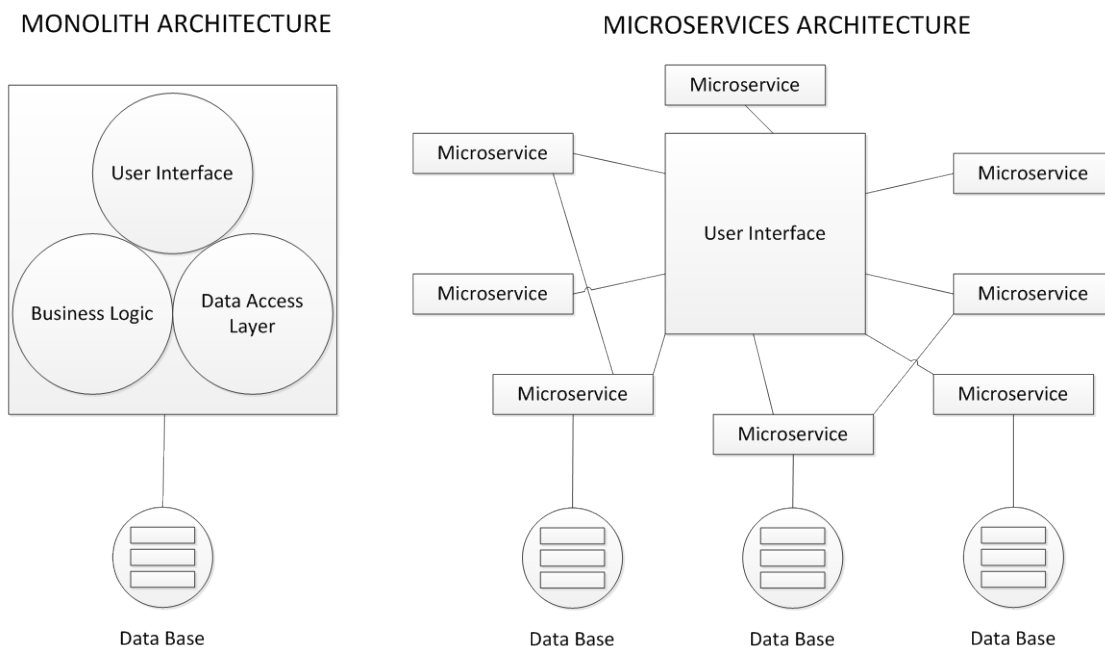 MONOLITH ARCHITECTURE
User Interface
Business Logic
Data Access
Layer
Data Base
MICROSERVICES ARCHITECTURE
Microservice
Microservice
Microservice
User Interface
Microservice
Microservice
Microservice
Microservice
Microservice
Data Base
Data Base
Data Base